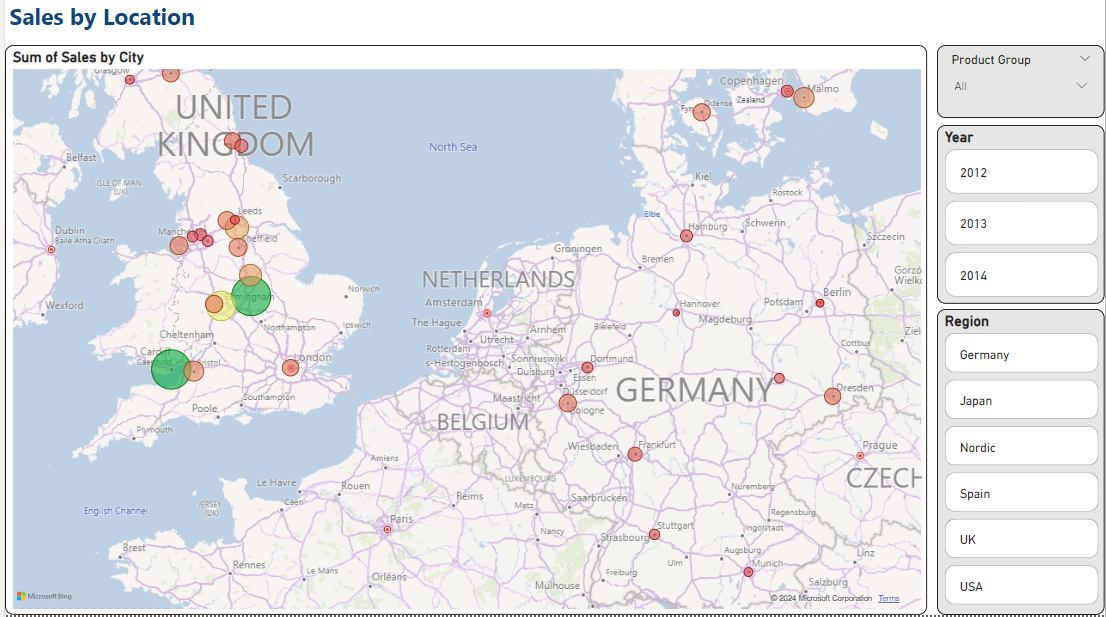 Sales by Location
Sum of Sales by City
Product Group
All
Year
2012
2013
2014
Region
Germany
Japan
Nordic
Spain
UK
USA
Glasgow
Copenhagen
Malmo
Odense
Zealand
UNITED
KINGDOM
North Sea
Belfast
ISLE OF MAN
(UK)
Scarborough
Kiel
Rostock
Leeds
Elbe
Dublin
Baile Átha Cliath
Sheffield
Hamburg
Schwerin
Szczecin
Groningen
Bremen
NETHERLANDS
Wexford
Norwich
Amsterdam
Hannover
Potsdam
Berlin
Birmingham
The Hague
Utrecht
Arnhem
Bielefeld
Magdeburg
Northampton
Ipswich
Cheltenham
Rotterdam
s-Hertogenbosch
Sonniuswijk
Duisburg
Dortmund
Essen
Cottbus
Cardiff
Bristol
London
Düsseldorf
GERMANY
Dresden
Southampton
Poole
Maastricht
Cologne
BELGIUM
Plymouth
Wiesbaden
Frankfurt
Prague
Amiens
LUXEMBOURG
CZECH
Le Havre
Rouen
Nuremberg
JERSEY
(UK)
Caen
Reims
Metz
Saarbrucken
English Channel
Paris
Regensburg
Nancy
Strasbourg
Stuttgart
Ingolstadt
Brest
Rennes
Le Mans
Orléans
Augsburg
Linz
Ulm
Munich
Freiburg
Mulhouse
Salzburg
Microsoft Bing
© 2024 Microsoft Corporation Terms